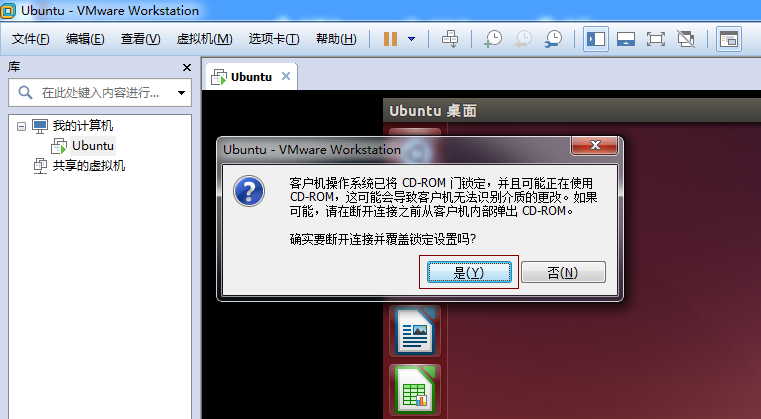 Ubuntu - VMware Workstation
文件(F) 编辑(E) 查看(V) 虚拟机(M) 选项卡(T) 帮助(H)
库
在此处键入内容进行...
我的计算机
Ubuntu
共享的虚拟机
Ubuntu
Ubuntu 桌面
Ubuntu - VMware Workstation
客户机操作系统已将 CD-ROM 门锁定，并且可能正在使用
CD-ROM，这可能会导致客户机无法识别介质的更改。如果
可能，请在断开连接之前从客户机内部弹出 CD-ROM。
确实要断开连接并覆盖锁定设置吗?
是(Y) 否(N)